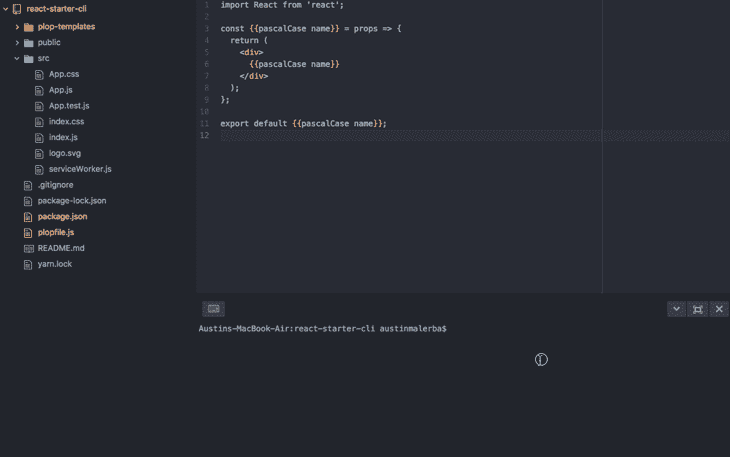 react-starter-cli
plop-templates
public
src
App.css
App.js
App.test.js
index.css
index.js
logo.svg
serviceWorker.js
.gitignore
package-lock.json
package.json
plopfile.js
README.md
yarn.lock
1 import React from 'react';
2
3 const {{pascalCase name}} = props => {
4 return (
5 <div>
6 {{pascalCase name}}
7 </div>
8 );
9 };
10
11 export default {{pascalCase name}};
12
Austins-MacBook-Air:react-starter-cli austinmalerba$